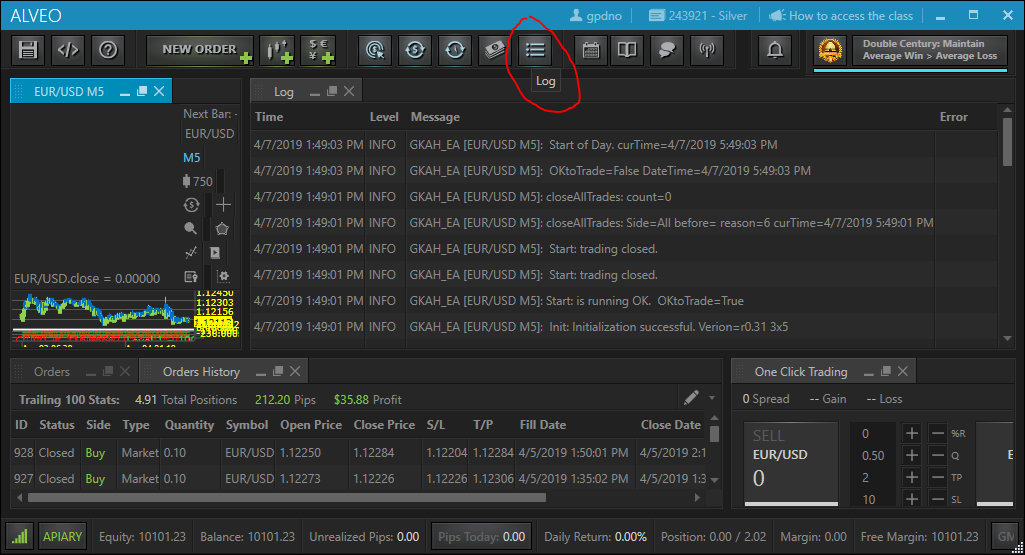 ALVEO
gpdno
243921 - Silver
How to access the class
NEW ORDER
Double Century: Maintain
Average Win > Average Loss
Log
EUR/USD M5
Log
Next Bar: -
EUR/USD
M5
750
EUR/USD.close = 0.00000
1.12450
1.12303
1.12156
Time Level Message Error
4/7/2019 1:49:03 PM INFO GKAH_EA [EUR/USD M5]: Start of Day. curTime=4/7/2019 5:49:03 PM
4/7/2019 1:49:03 PM INFO GKAH_EA [EUR/USD M5]: OKtoTrade=False DateTime=4/7/2019 5:49:03 PM
4/7/2019 1:49:01 PM INFO GKAH_EA [EUR/USD M5]: closeAllTrades: count=0
4/7/2019 1:49:01 PM INFO GKAH_EA [EUR/USD M5]: closeAllTrades: Side=All before= reason=6 curTime=4/7/2019 5:49:01 PM
4/7/2019 1:49:01 PM INFO GKAH_EA [EUR/USD M5]: Start: trading closed.
4/7/2019 1:49:01 PM INFO GKAH_EA [EUR/USD M5]: Start: trading closed.
4/7/2019 1:49:01 PM INFO GKAH_EA [EUR/USD M5]: Start: is running OK. OKtoTrade=True
4/7/2019 1:49:01 PM INFO GKAH_EA [EUR/USD M5]: Init: Initialization successful. Verion=r0.31 3x5
Orders
Orders History
Trailing 100 Stats: 4.91 Total Positions 212.20 Pips $35.88 Profit
ID Status Side Type Quantity Symbol Open Price Close Price S/L T/P Fill Date Close Date
928 Closed Buy Market 0.10 EUR/USD 1.12250 1.12284 1.12204 1.12284 4/5/2019 1:50:01 PM 4/5/2019 2:1
927 Closed Buy Market 0.10 EUR/USD 1.12273 1.12226 1.12226 1.12306 4/5/2019 1:35:02 PM 4/5/2019 1:3
One Click Trading
0 Spread -- Gain -- Loss
SELL
EUR/USD
0
0 + − %R
0.50 + − Q
2 + − TP
10 + − SL
E
APIARY
Equity: 10101.23
Balance: 10101.23
Unrealized Pips: 0.00
Pips Today: 0.00
Daily Return: 0.00%
Position: 0.00 / 2.02
Margin: 0.00
Free Margin: 10101.23
GM